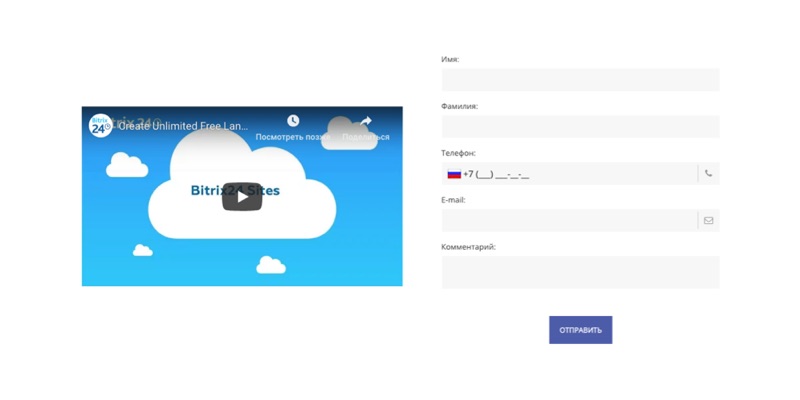 Bitrix 24
Create Unlimited Free Lan...
Посмотреть позже
Поделиться
Bitrix24 Sites
Имя:
Фамилия:
Телефон:
+7 (___) ___-__-__
E-mail:
Комментарий:
ОТПРАВИТЬ